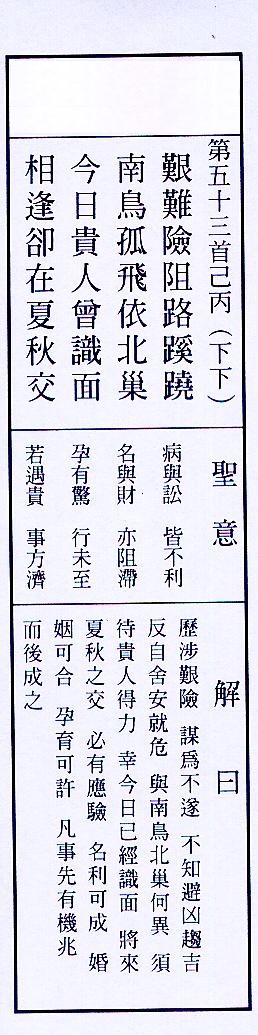 第五十三首己丙（下下）
艱難險阻路蹊蹺
南鳥孤飛依北巢
今日貴人曾識面
相逢卻在夏秋交
聖意
病與訟　皆不利
名與財　亦阻滯
孕有驚　行未至
若遇貴　事方濟
解曰
歷涉艱險　謀為不遂　不知避凶趨吉
反自舍安就危　與南鳥北巢何異　須
待貴人得力　幸今日已經識面　將來
夏秋之交　必有應驗　名利可成　婚
姻可合　孕育可許　凡事先有機兆
而後成之